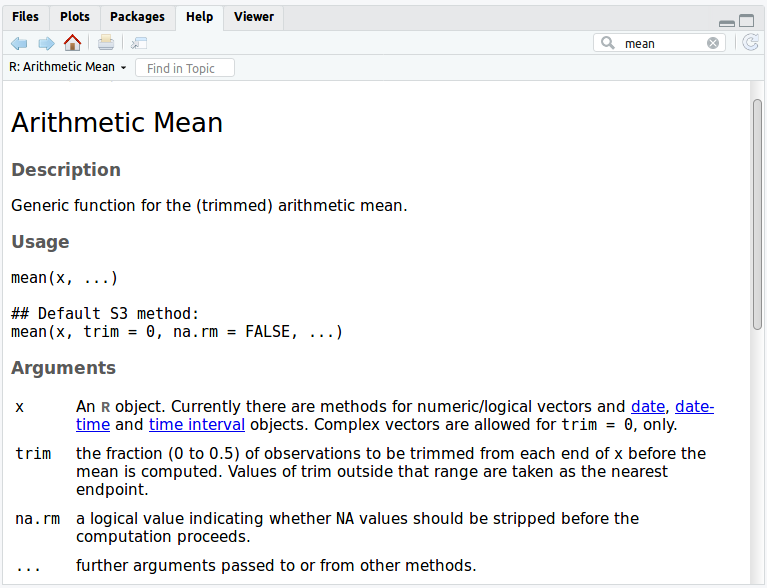 Files Plots Packages Help Viewer
mean
R: Arithmetic Mean Find in Topic
Arithmetic Mean
Description
Generic function for the (trimmed) arithmetic mean.
Usage
mean(x, ...)
## Default S3 method:
mean(x, trim = 0, na.rm = FALSE, ...)
Arguments
x An R object. Currently there are methods for numeric/logical vectors and date, date-
time and time interval objects. Complex vectors are allowed for trim = 0, only.
trim the fraction (0 to 0.5) of observations to be trimmed from each end of x before the
mean is computed. Values of trim outside that range are taken as the nearest
endpoint.
na.rm a logical value indicating whether NA values should be stripped before the
computation proceeds.
... further arguments passed to or from other methods.